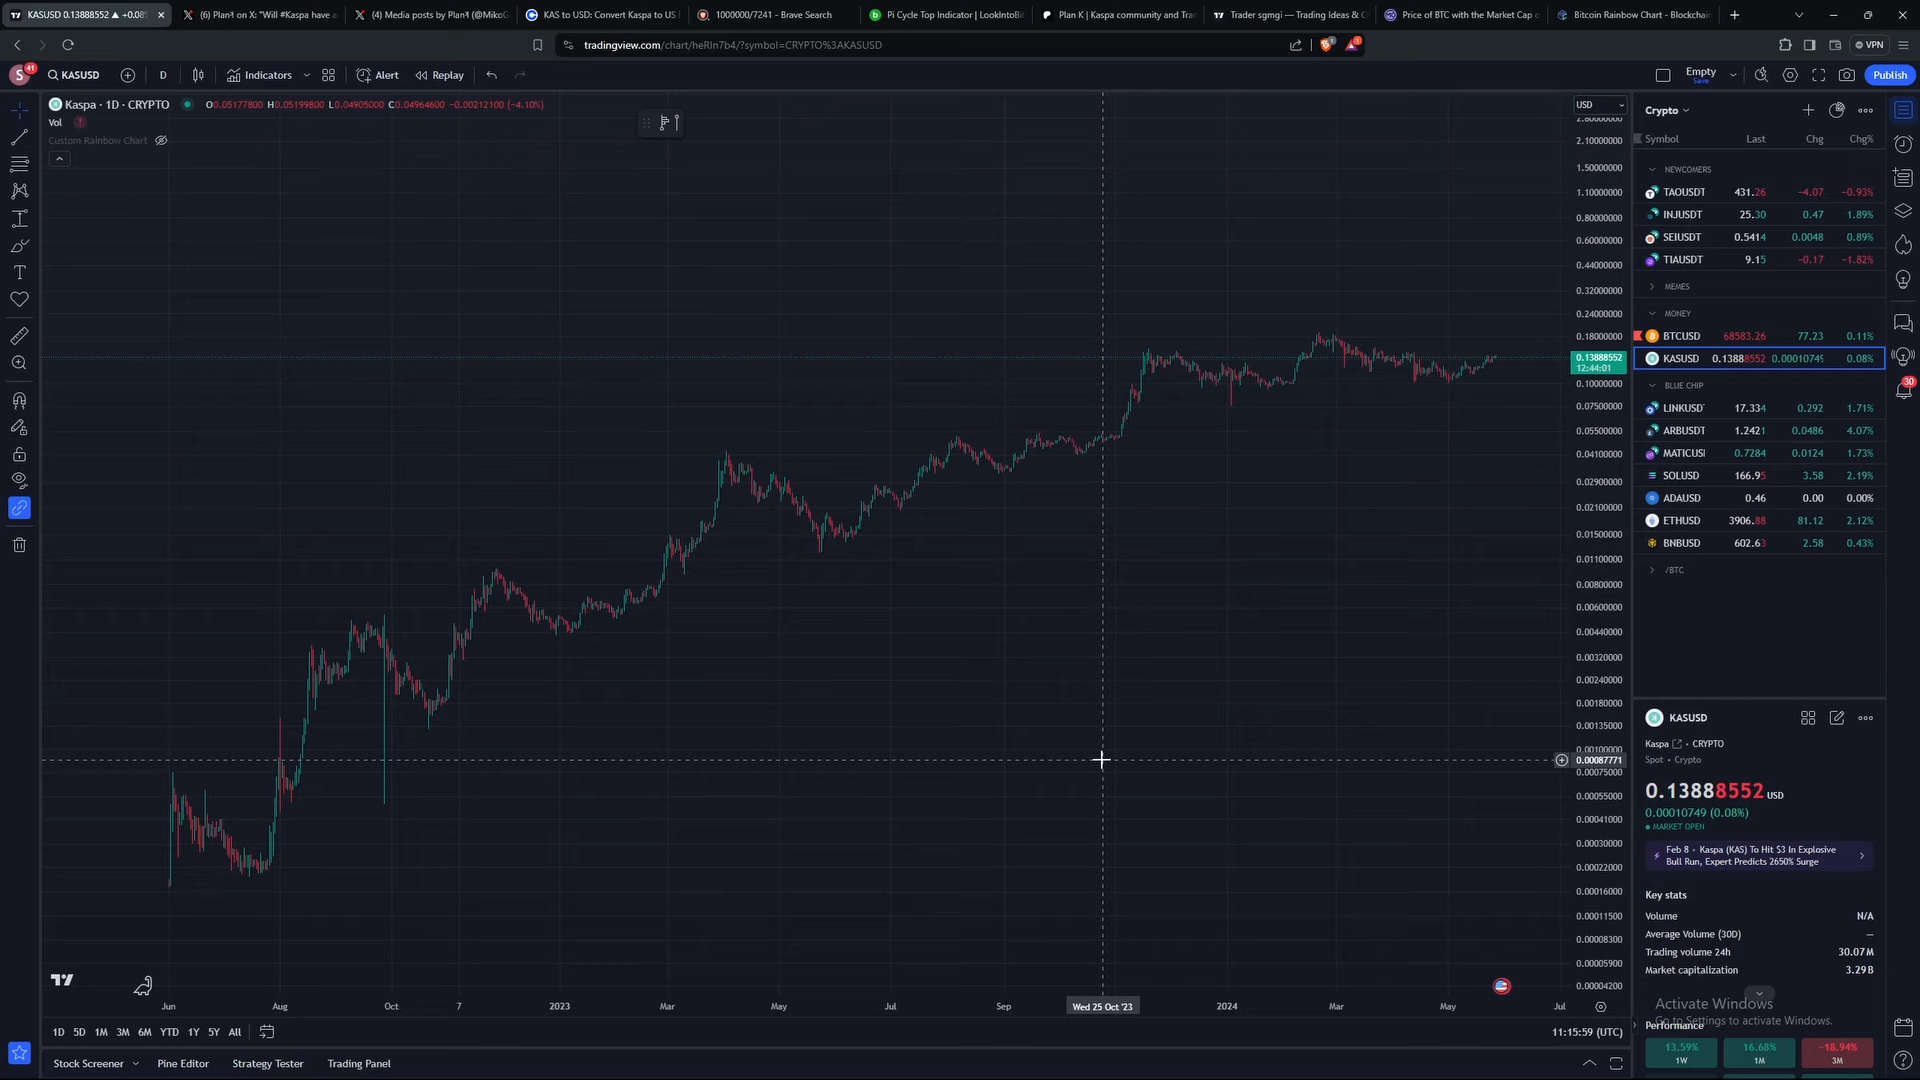 KASUSD 0.13888552 ▲ +0.08
(6) Plan𐤊 on X: "Will #Kaspa have a
(4) Media posts by Plan𐤊 (@MikoG
KAS to USD: Convert Kaspa to US
1000000/7241 - Brave Search
Pi Cycle Top Indicator | LookIntoBi
Plan K | Kaspa community and Tra
Trader sgmgi — Trading Ideas & C
Price of BTC with the Market Cap o
Bitcoin Rainbow Chart - Blockchain
tradingview.com/chart/heRIn7b4/?symbol=CRYPTO%3AKASUSD
VPN
S
41
KASUSD
D
Indicators
Alert
Replay
Empty
Save
Publish
Kaspa · 1D · CRYPTO
O0.05177800 H0.05199800 L0.04905000 C0.04964600 −0.00212100 (−4.10%)
Vol
Custom Rainbow Chart
USD
2.80000000
2.10000000
1.50000000
1.10000000
0.80000000
0.60000000
0.44000000
0.32000000
0.24000000
0.18000000
0.13888552
12:44:01
0.10000000
0.07500000
0.05500000
0.04100000
0.02900000
0.02100000
0.01500000
0.01100000
0.00800000
0.00600000
0.00440000
0.00320000
0.00240000
0.00180000
0.00135000
0.00100000
0.00087771
0.00075000
0.00055000
0.00041000
0.00030000
0.00022000
0.00016000
0.00011500
0.00008300
0.00005900
0.00004200
Jun
Aug
Oct
7
2023
Mar
May
Jul
Sep
Wed 25 Oct '23
2024
Mar
May
Jul
1D 5D 1M 3M 6M YTD 1Y 5Y All
11:15:59 (UTC)
Stock Screener
Pine Editor
Strategy Tester
Trading Panel
Crypto
Symbol Last Chg Chg%
NEWCOMERS
TAOUSDT 431.26 −4.07 −0.93%
INJUSDT 25.30 0.47 1.89%
SEIUSDT 0.5414 0.0048 0.89%
TIAUSDT 9.15 −0.17 −1.82%
MEMES
MONEY
BTCUSD 68583.26 77.23 0.11%
KASUSD 0.13888552 0.00010749 0.08%
BLUE CHIP
LINKUSD 17.334 0.292 1.71%
ARBUSDT 1.2421 0.0486 4.07%
MATICUSI 0.7284 0.0124 1.73%
SOLUSD 166.95 3.58 2.19%
ADAUSD 0.46 0.00 0.00%
ETHUSD 3906.88 81.12 2.12%
BNBUSD 602.63 2.58 0.43%
/BTC
30
KASUSD
Kaspa · CRYPTO
Spot · Crypto
0.13888552 USD
0.00010749 (0.08%)
MARKET OPEN
Feb 8 · Kaspa (KAS) To Hit $3 In Explosive
Bull Run, Expert Predicts 2650% Surge
Key stats
Volume N/A
Average Volume (30D) —
Trading volume 24h 30.07M
Market capitalization 3.29B
Activate Windows
Go to Settings to activate Windows.
Performance
13.59% 16.68% −18.94%
1W 1M 3M